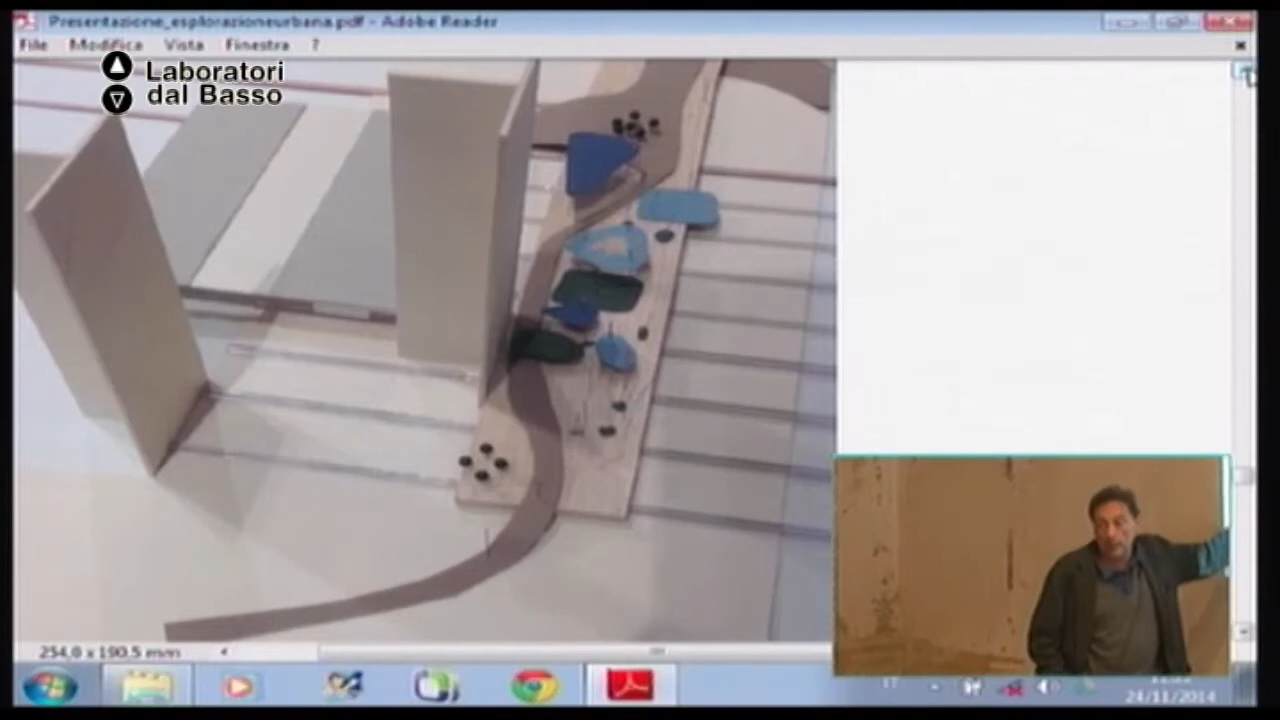 Presentazione_esplorazioneurbana.pdf - Adobe Reader
File Modifica Vista Finestra ?
Laboratori
dal Basso
254,0 x 190,5 mm
IT
24/11/2014